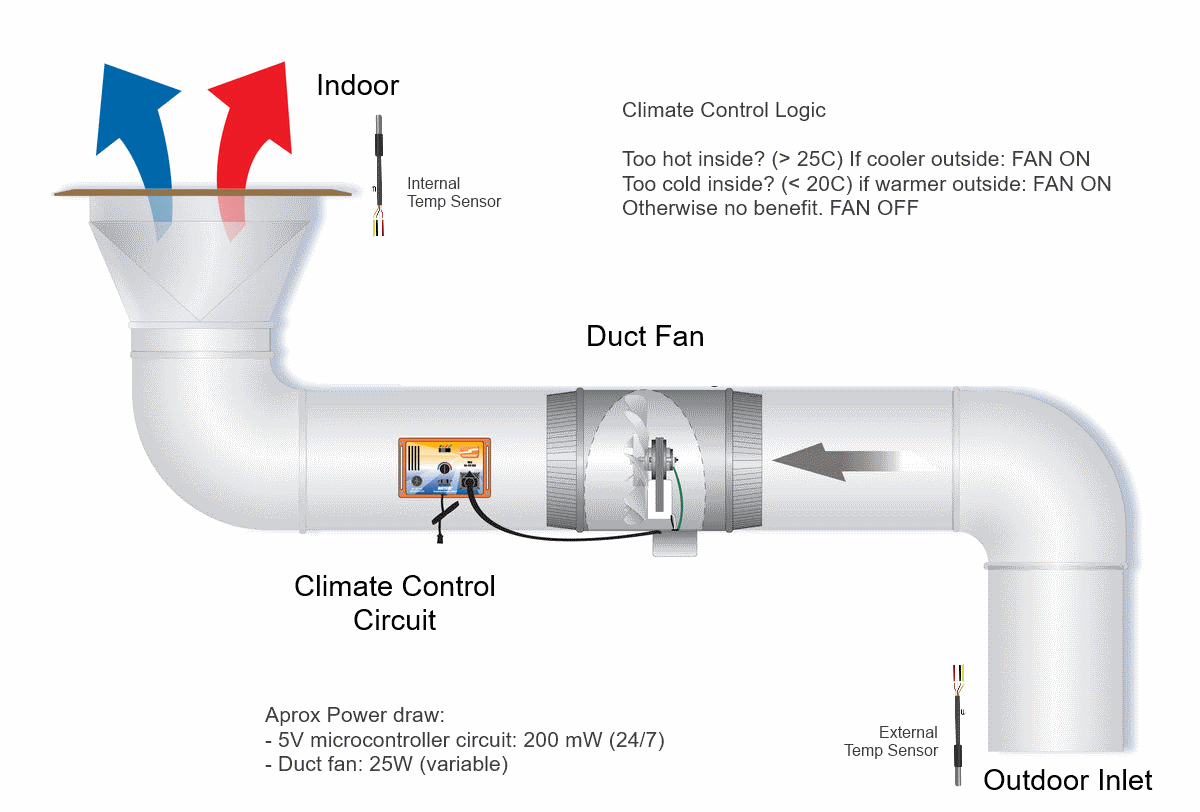 Indoor
Internal
Temp Sensor
Climate Control Logic
Too hot inside? (> 25C) If cooler outside: FAN ON
Too cold inside? (< 20C) if warmer outside: FAN ON
Otherwise no benefit. FAN OFF
Duct Fan
Climate Control
Circuit
Aprox Power draw:
- 5V microcontroller circuit: 200 mW (24/7)
- Duct fan: 25W (variable)
External
Temp Sensor
Outdoor Inlet